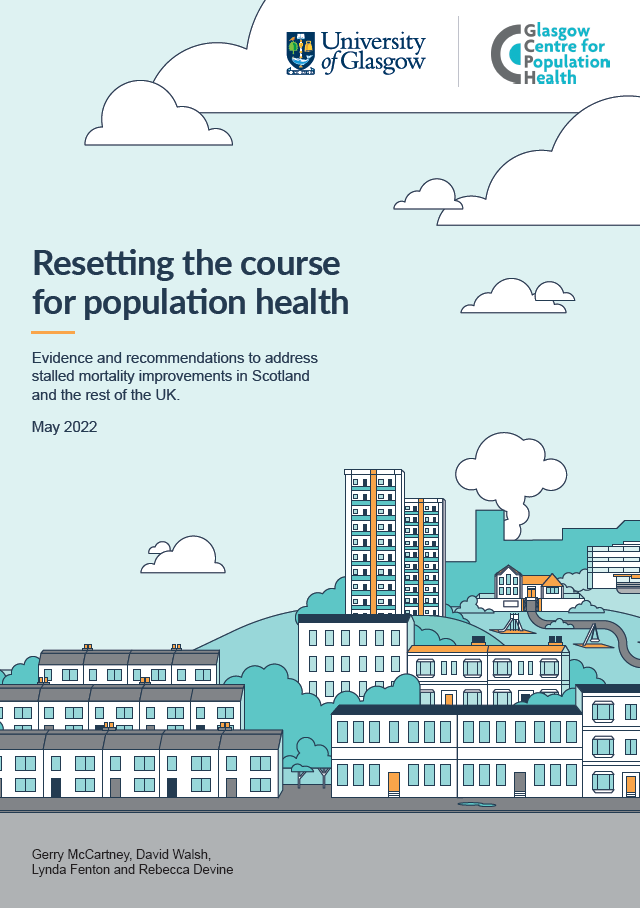 University
of Glasgow
Glasgow
Centre for
Population
Health
Resetting the course
for population health
Evidence and recommendations to address
stalled mortality improvements in Scotland
and the rest of the UK.
May 2022
Gerry McCartney, David Walsh,
Lynda Fenton and Rebecca Devine